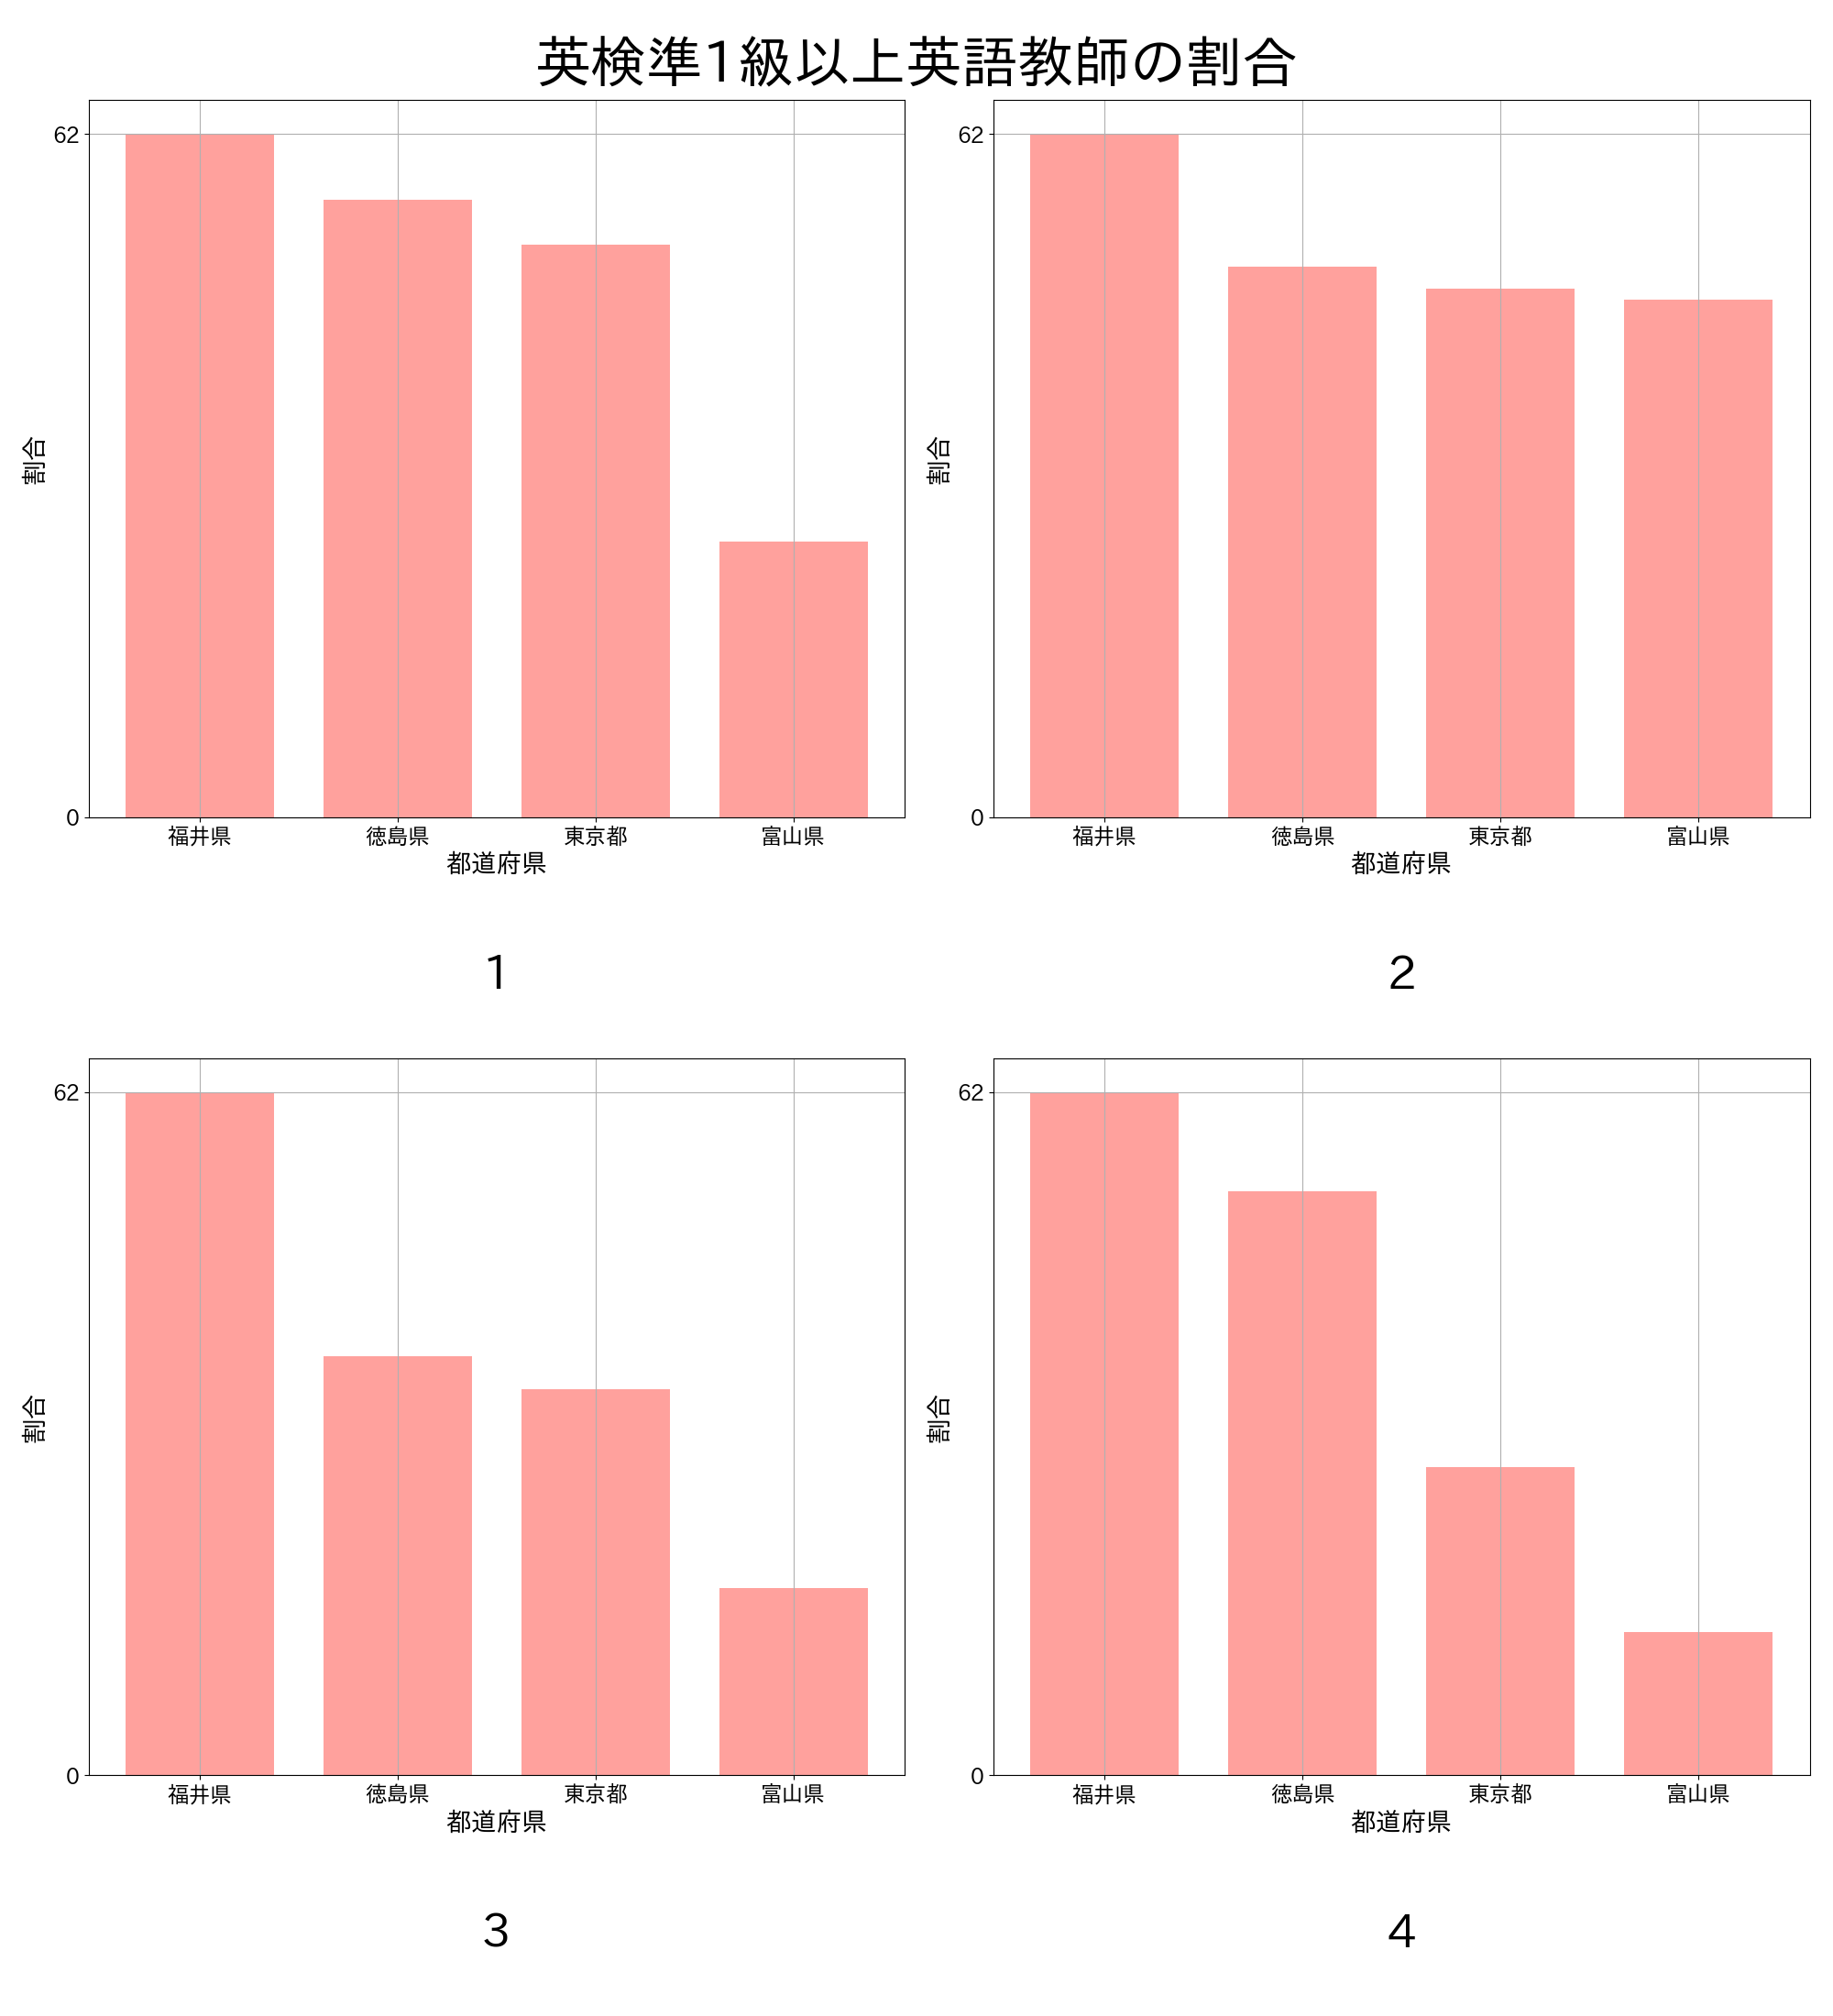 英検準1級以上英語教師の割合
62
0
割合
福井県 徳島県 東京都 富山県
都道府県
1
62
0
割合
福井県 徳島県 東京都 富山県
都道府県
2
62
0
割合
福井県 徳島県 東京都 富山県
都道府県
3
62
0
割合
福井県 徳島県 東京都 富山県
都道府県
4